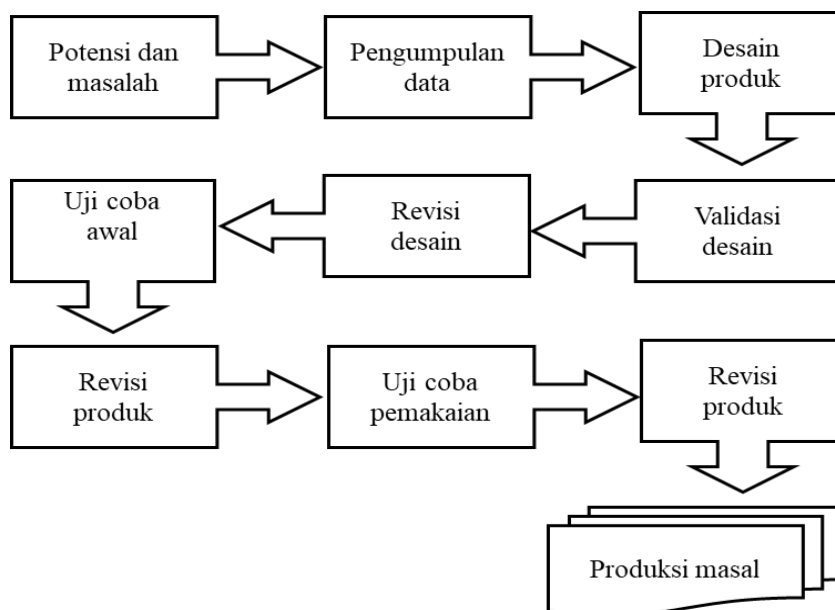 Potensi dan
masalah
Pengumpulan
data
Desain
produk
Validasi
desain
Revisi
desain
Uji coba
awal
Revisi
produk
Uji coba
pemakaian
Revisi
produk
Produksi masal